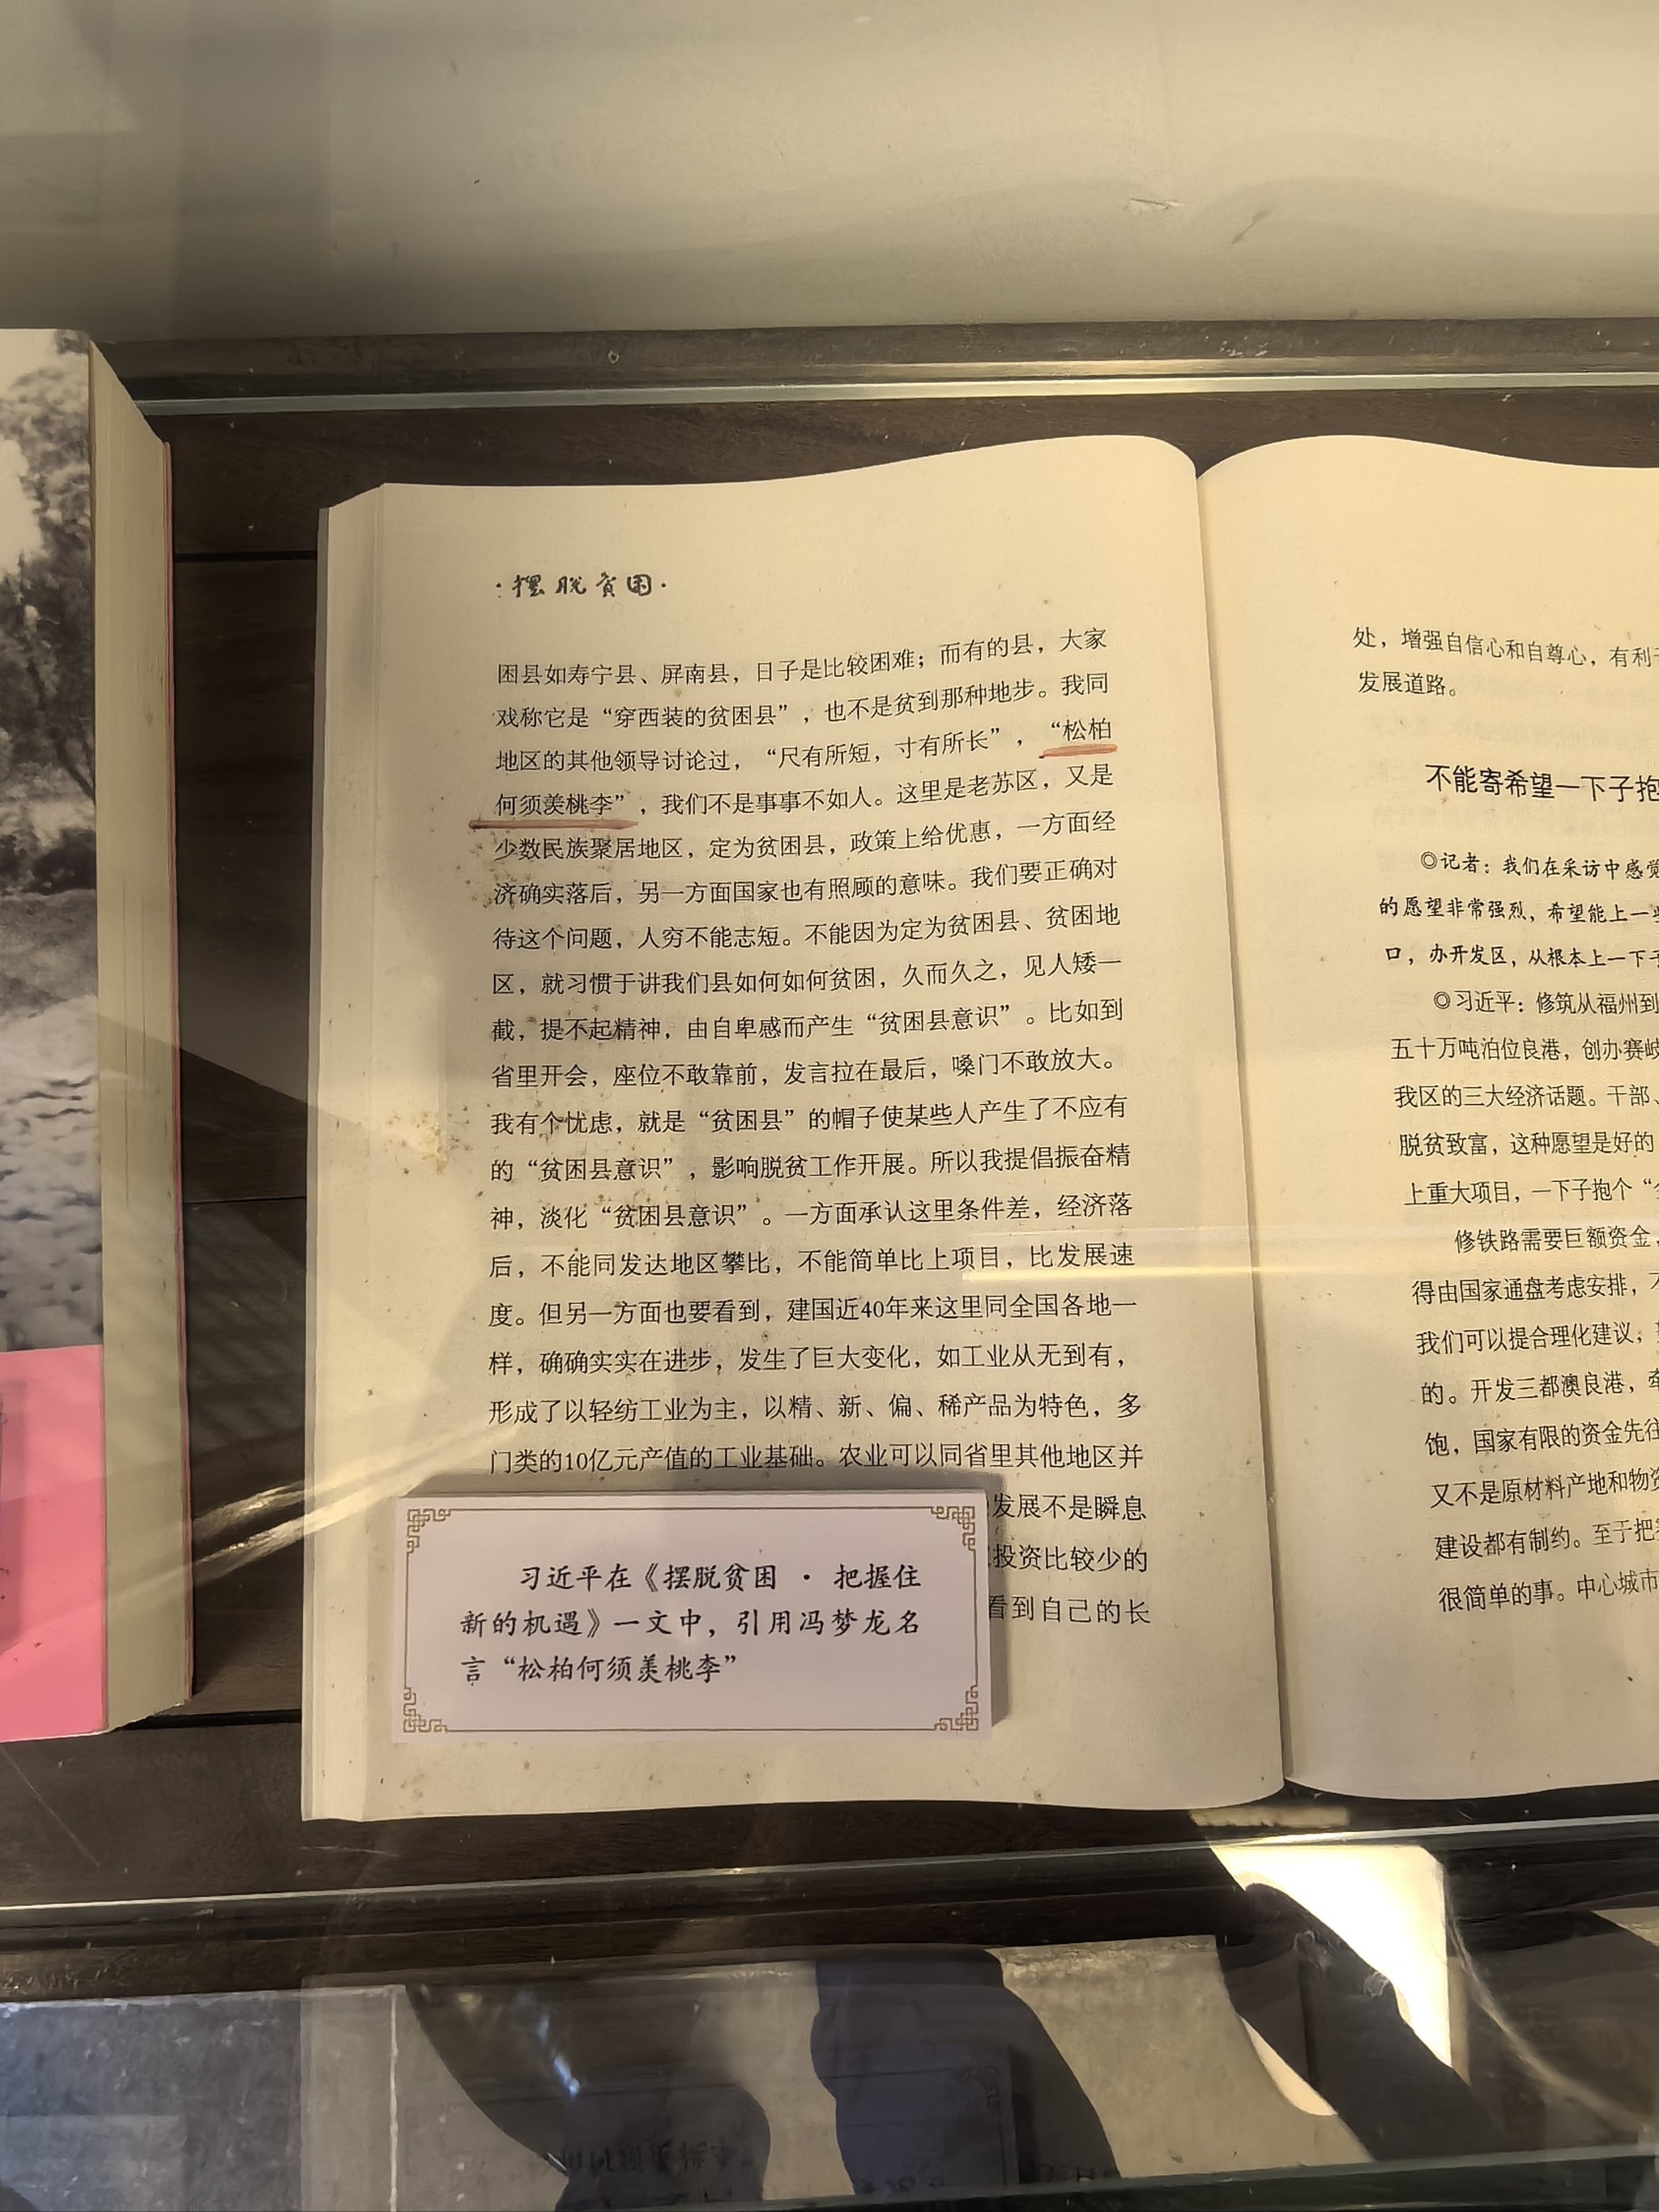 ·摆脱贫困·
困县如寿宁县、屏南县，日子是比较困难；而有的县，大家
戏称它是“穿西装的贫困县”，也不是贫到那种地步。我同
地区的其他领导讨论过，“尺有所短，寸有所长”，“松柏
何须羡桃李”，我们不是事事不如人。这里是老苏区，又是
少数民族聚居地区，定为贫困县，政策上给优惠，一方面经
济确实落后，另一方面国家也有照顾的意味。我们要正确对
待这个问题，人穷不能志短。不能因为定为贫困县、贫困地
区，就习惯于讲我们县如何如何贫困，久而久之，见人矮一
截，提不起精神，由自卑感而产生“贫困县意识”。比如到
省里开会，座位不敢靠前，发言拉在最后，嗓门不敢放大。
我有个忧虑，就是“贫困县”的帽子使某些人产生了不应有
的“贫困县意识”，影响脱贫工作开展。所以我提倡振奋精
神，淡化“贫困县意识”。一方面承认这里条件差，经济落
后，不能同发达地区攀比，不能简单比上项目，比发展速
度。但另一方面也要看到，建国近40年来这里同全国各地一
样，确确实实在进步，发生了巨大变化，如工业从无到有，
形成了以轻纺工业为主，以精、新、偏、稀产品为特色，多
门类的10亿元产值的工业基础。农业可以同省里其他地区并
发展不是瞬息
投资比较少的
看到自己的长
习近平在《摆脱贫困 · 把握住
新的机遇》一文中，引用冯梦龙名
言“松柏何须羡桃李”
处，增强自信心和自尊心，有利
发展道路。
不能寄希望一下子抱
◎记者：我们在采访中感觉
的愿望非常强烈，希望能上一
口，办开发区，从根本上一下子
◎习近平：修筑从福州到
五十万吨泊位良港，创办赛岐
我区的三大经济话题。干部、
脱贫致富，这种愿望是好的
上重大项目，一下子抱个“
修铁路需要巨额资金，
得由国家通盘考虑安排，
我们可以提合理化建议，
的。开发三都澳良港，牵
饱，国家有限的资金先往
又不是原材料产地和物资
建设都有制约。至于把
很简单的事。中心城市